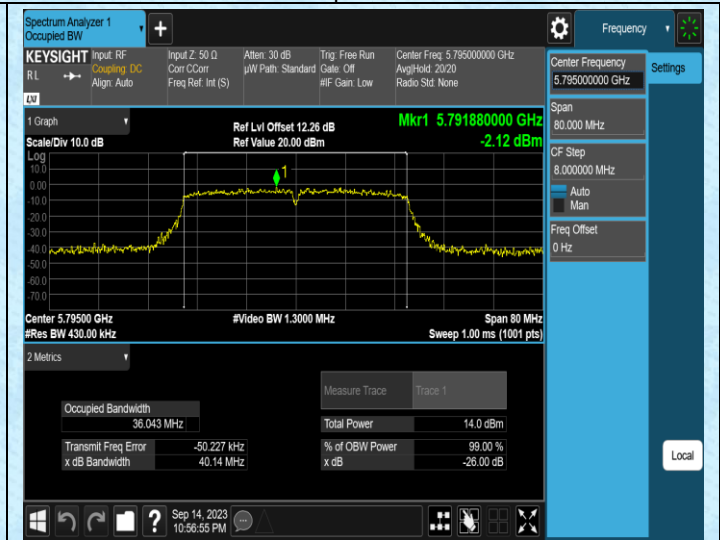 Spectrum Analyzer 1
Occupied BW
+
Frequency
KEYSIGHT Input: RF Input Z: 50 Ω Atten: 30 dB Trig: Free Run Center Freq: 5.795000000 GHz
RL Coupling: DC Corr CCorr µW Path: Standard Gate: Off Avg|Hold: 20/20
Align: Auto Freq Ref: Int (S) #IF Gain: Low Radio Std: None
LXI
1 Graph
Ref Lvl Offset 12.26 dB
Mkr1 5.791880000 GHz
Scale/Div 10.0 dB
Ref Value 20.00 dBm
-2.12 dBm
Log
10.0
0.00
-10.0
-20.0
-30.0
-40.0
-50.0
-60.0
-70.0
1
Center 5.79500 GHz #Video BW 1.3000 MHz Span 80 MHz
#Res BW 430.00 kHz Sweep 1.00 ms (1001 pts)
2 Metrics
Measure Trace Trace 1
Occupied Bandwidth
36.043 MHz
Total Power 14.0 dBm
Transmit Freq Error -50.227 kHz % of OBW Power 99.00 %
x dB Bandwidth 40.14 MHz x dB -26.00 dB
Center Frequency
5.795000000 GHz
Settings
Span
80.000 MHz
CF Step
8.000000 MHz
Auto
Man
Freq Offset
0 Hz
Local
? Sep 14, 2023
10:56:55 PM